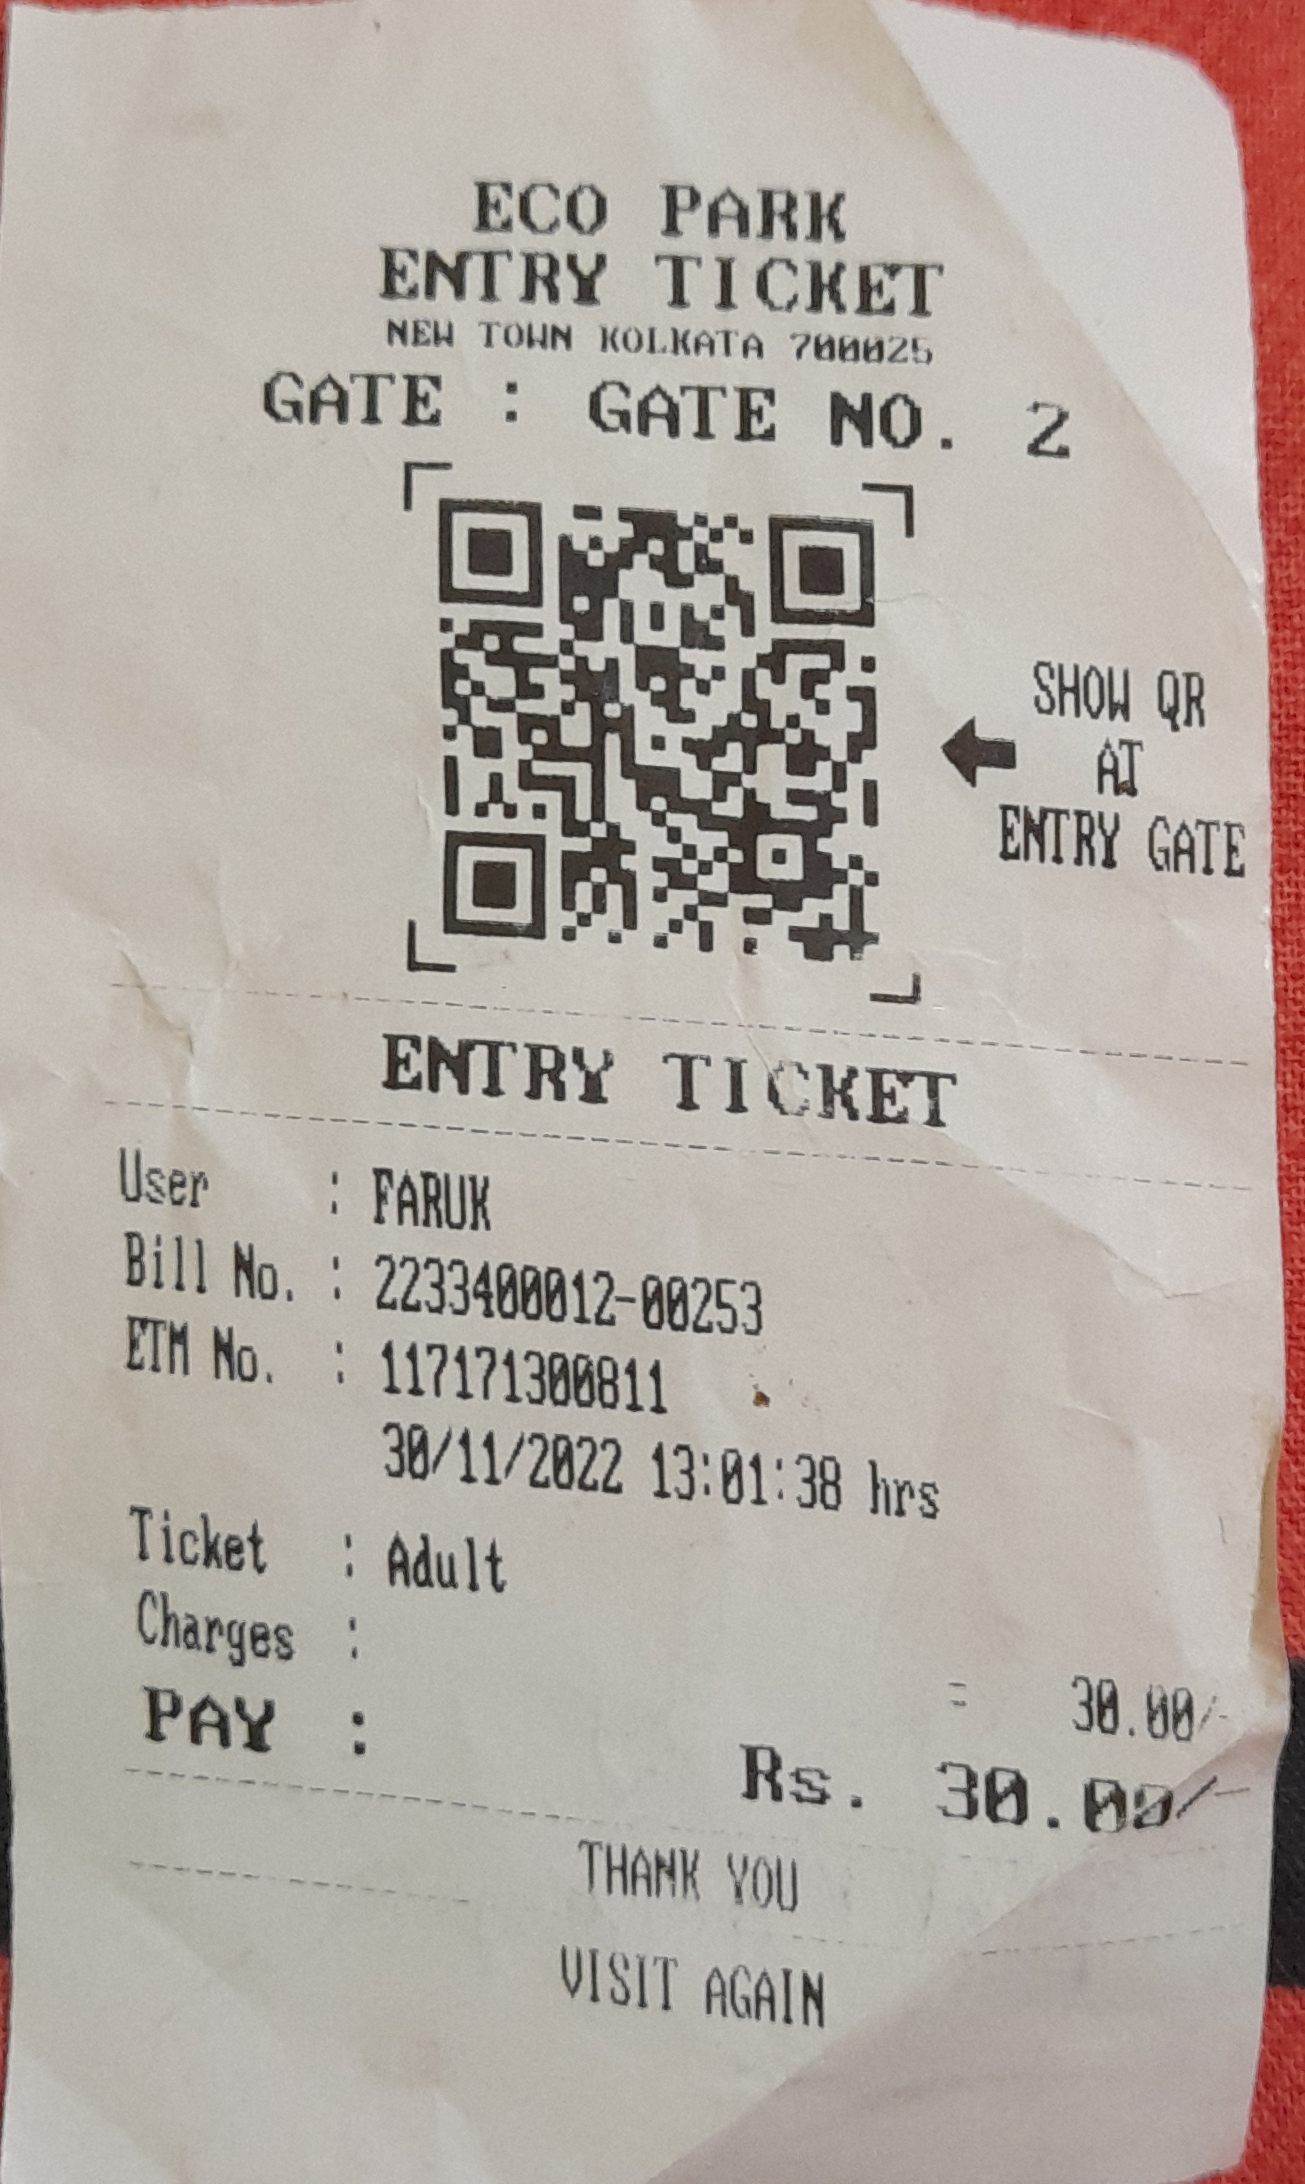 ECO PARK
ENTRY TICKET
NEW TOWN KOLKATA 700025
GATE : GATE NO. 2
SHOW QR
AT
ENTRY GATE
ENTRY TICKET
User : FARUK
Bill No. : 2233400012-00253
ETM No. : 117171300811
30/11/2022 13:01:38 hrs
Ticket : Adult
Charges :
= 30.00/-
PAY : Rs. 30.00/-
THANK YOU
VISIT AGAIN